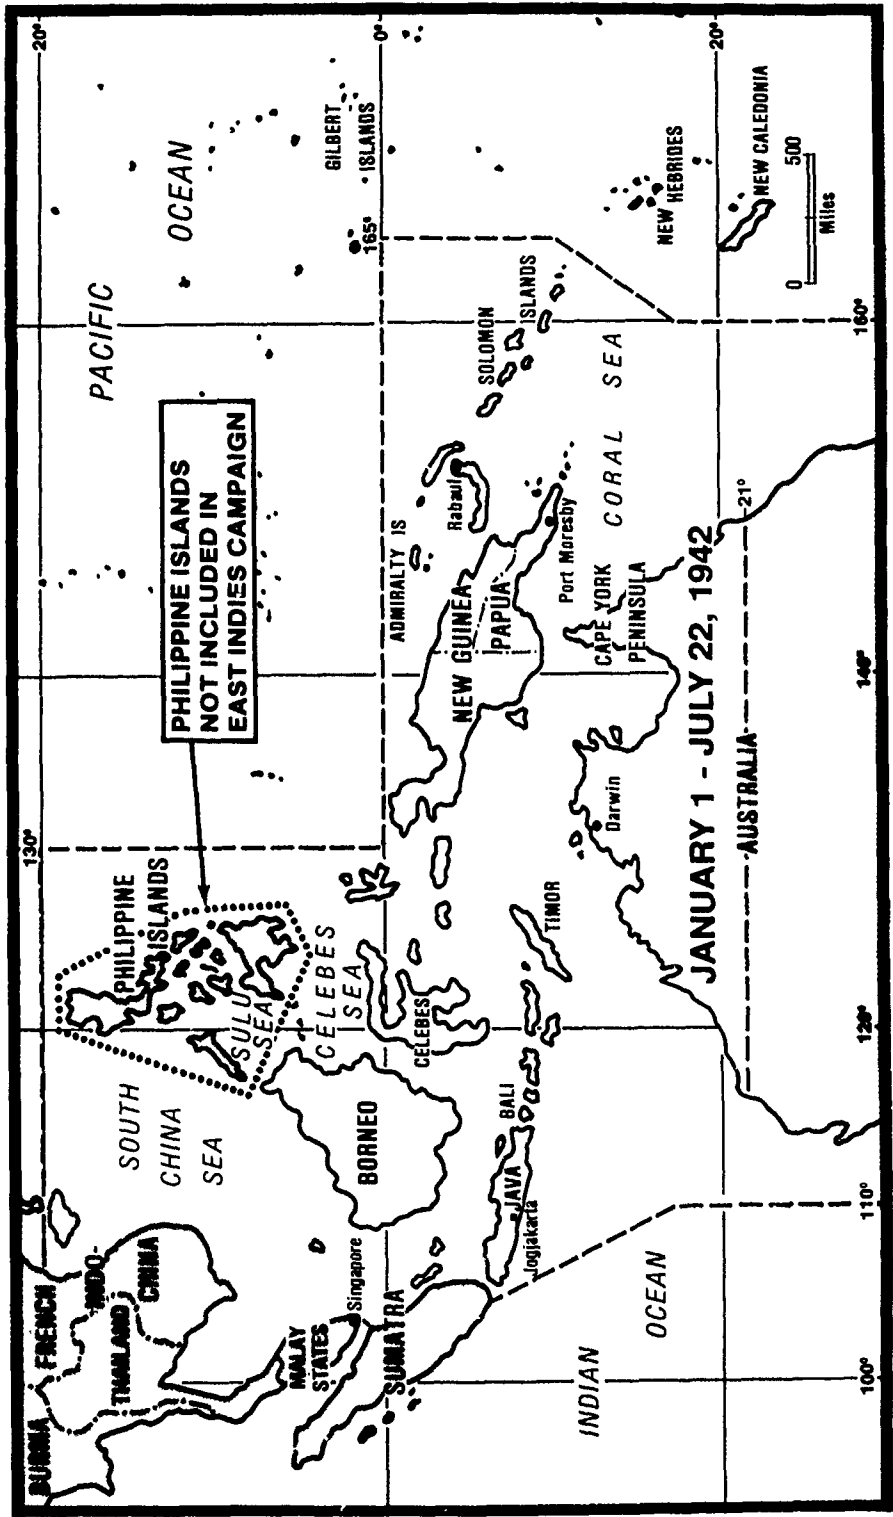 20°
0°
20°
PACIFIC
OCEAN
GILBERT
ISLANDS
165°
NEW HEBRIDES
NEW CALEDONIA
0
500
Miles
160°
PHILIPPINE ISLANDS
NOT INCLUDED IN
EAST INDIES CAMPAIGN
SOLOMON
ISLANDS
CORAL SEA
ADMIRALTY IS
Rabaul
NEW GUINEA
PAPUA
Port Moresby
CAPE YORK
PENINSULA
140°
21°
130°
PHILIPPINE
ISLANDS
SULU
SEA
CELEBES
SEA
CELEBES
TIMOR
Darwin
JANUARY 1 - JULY 22, 1942
AUSTRALIA
120°
SOUTH
CHINA
SEA
BORNEO
BALI
JAVA
Jogjakarta
110°
FRENCH
INDO-
CHINA
THAILAND
BURMA
MALAY
STATES
Singapore
SUMATRA
INDIAN
OCEAN
100°